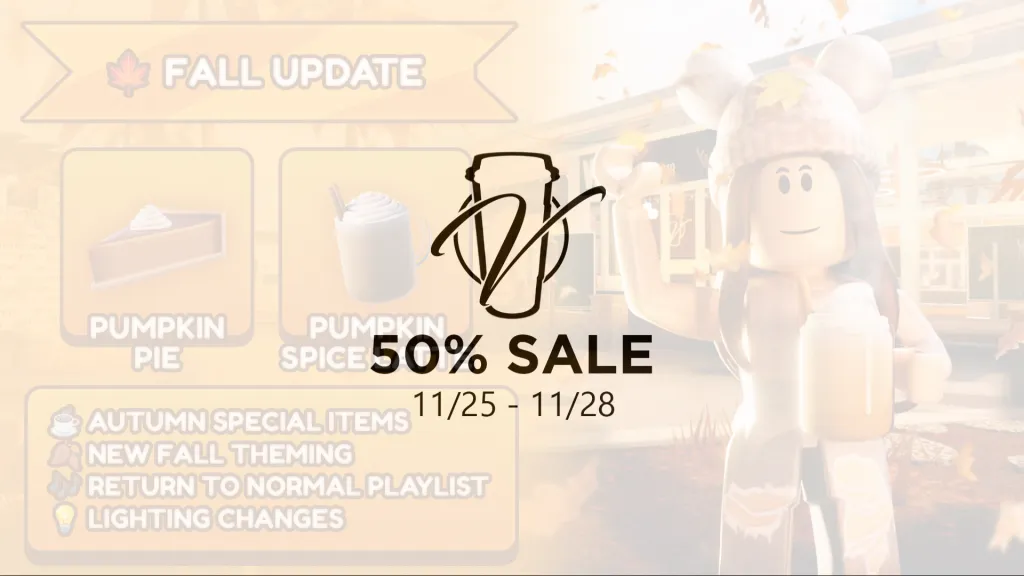 FALL UPDATE
PUMPKIN
PIE
PUMPKIN
SPICE
50% SALE
11/25 - 11/28
AUTUMN SPECIAL ITEMS
NEW FALL THEMING
RETURN TO NORMAL PLAYLIST
LIGHTING CHANGES